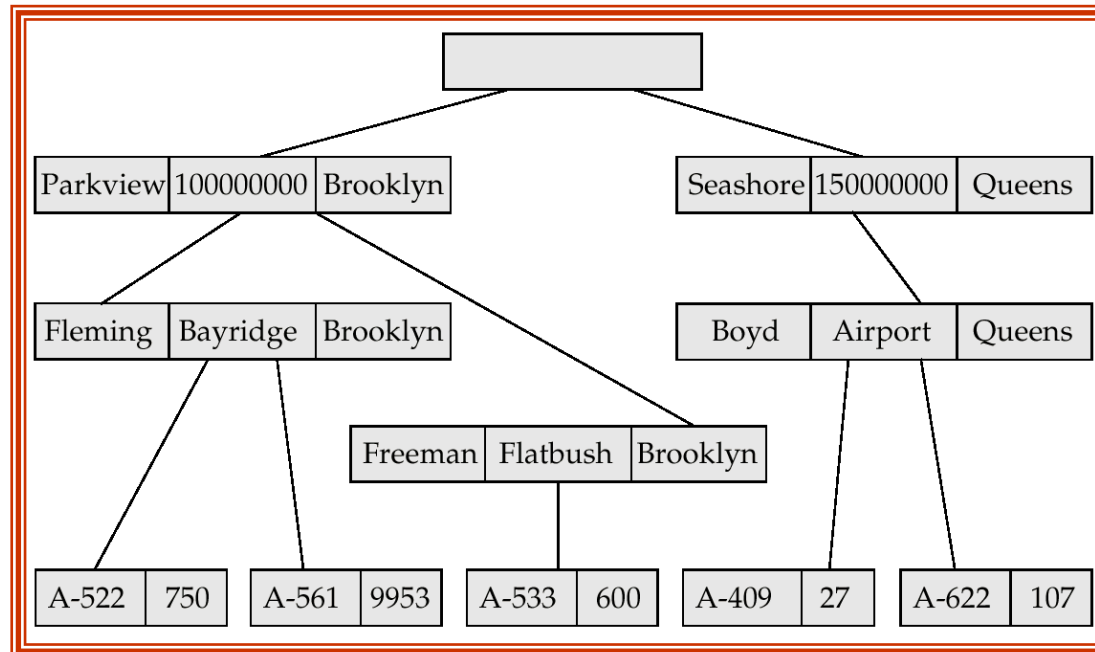 Parkview 100000000 Brooklyn
Seashore 150000000 Queens
Fleming Bayridge Brooklyn
Boyd Airport Queens
Freeman Flatbush Brooklyn
A-522 750
A-561 9953
A-533 600
A-409 27
A-622 107